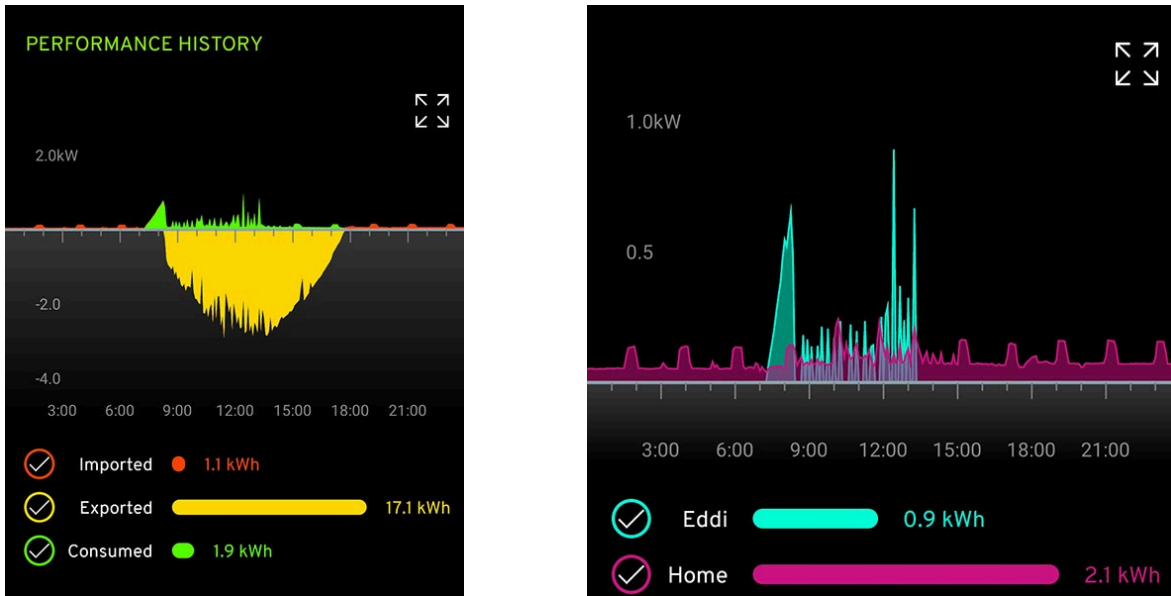 PERFORMANCE HISTORY
2.0kW
-2.0
-4.0
3:00 6:00 9:00 12:00 15:00 18:00 21:00
Imported 1.1 kWh
Exported 17.1 kWh
Consumed 1.9 kWh
1.0kW
0.5
3:00 6:00 9:00 12:00 15:00 18:00 21:00
Eddi 0.9 kWh
Home 2.1 kWh